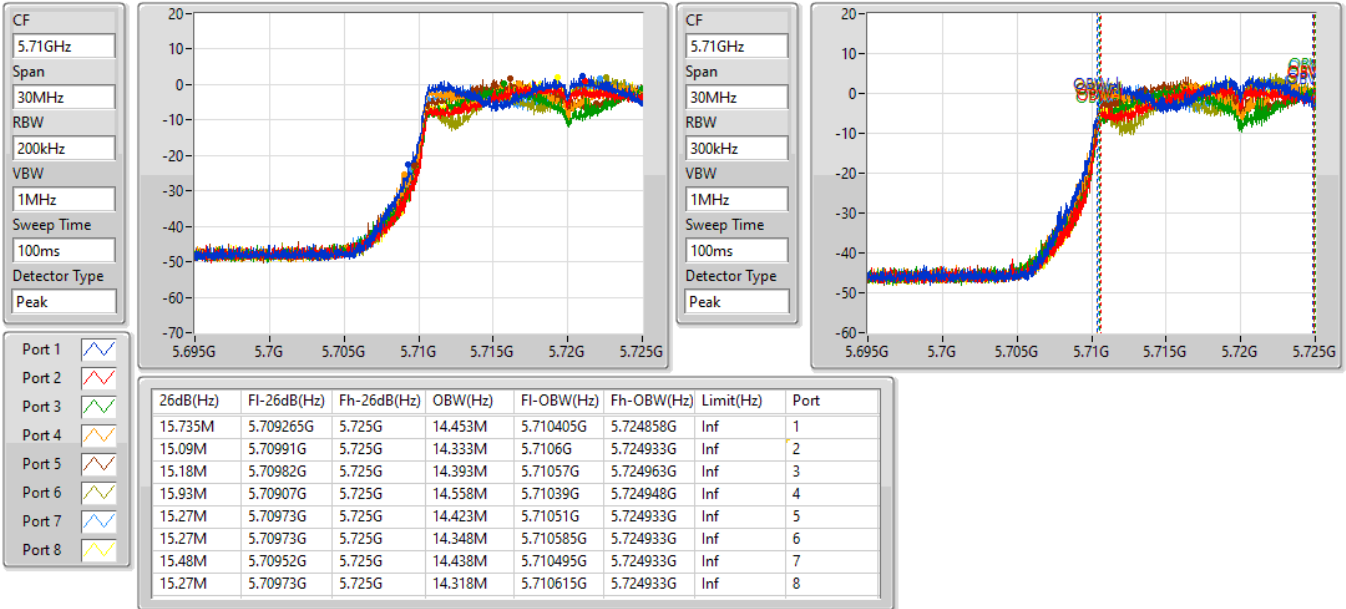 CF
5.71GHz
Span
30MHz
RBW
200kHz
VBW
1MHz
Sweep Time
100ms
Detector Type
Peak
20
10
0
-10
-20
-30
-40
-50
-60
-70
5.695G 5.7G 5.705G 5.71G 5.715G 5.72G 5.725G
CF
5.71GHz
Span
30MHz
RBW
300kHz
VBW
1MHz
Sweep Time
100ms
Detector Type
Peak
20
10
0
-10
-20
-30
-40
-50
-60
5.695G 5.7G 5.705G 5.71G 5.715G 5.72G 5.725G
Port 1
Port 2
Port 3
Port 4
Port 5
Port 6
Port 7
Port 8
26dB(Hz) Fl-26dB(Hz) Fh-26dB(Hz) OBW(Hz) Fl-OBW(Hz) Fh-OBW(Hz) Limit(Hz) Port
15.735M 5.709265G 5.725G 14.453M 5.710405G 5.724858G Inf 1
15.09M 5.70991G 5.725G 14.333M 5.7106G 5.724933G Inf 2
15.18M 5.70982G 5.725G 14.393M 5.71057G 5.724963G Inf 3
15.93M 5.70907G 5.725G 14.558M 5.71039G 5.724948G Inf 4
15.27M 5.70973G 5.725G 14.423M 5.71051G 5.724933G Inf 5
15.27M 5.70973G 5.725G 14.348M 5.710585G 5.724933G Inf 6
15.48M 5.70952G 5.725G 14.438M 5.710495G 5.724933G Inf 7
15.27M 5.70973G 5.725G 14.318M 5.710615G 5.724933G Inf 8